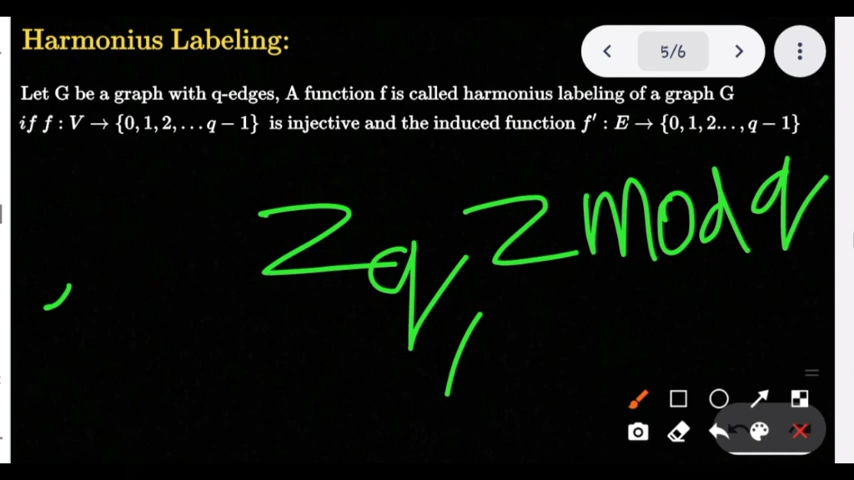 Harmonius Labeling:
5/6
Let G be a graph with q-edges, A function f is called harmonius labeling of a graph G
if f : V → {0, 1, 2, . . . q − 1} is injective and the induced function f′ : E → {0, 1, 2. . . , q − 1}
Zq, Z mod q